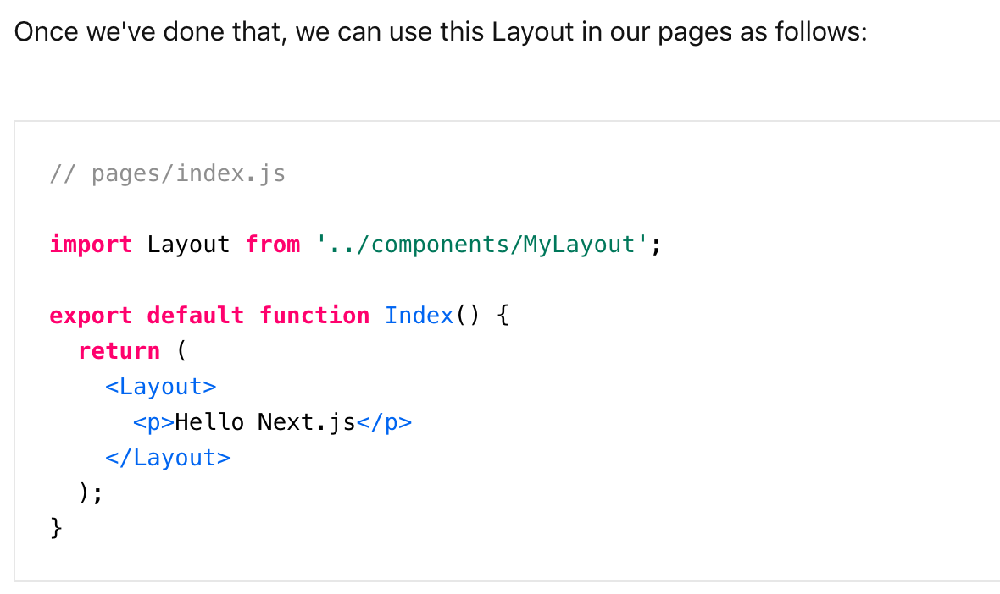 Once we've done that, we can use this Layout in our pages as follows:
// pages/index.js
import Layout from '../components/MyLayout';
export default function Index() {
  return (
    <Layout>
      <p>Hello Next.js</p>
    </Layout>
  );
}